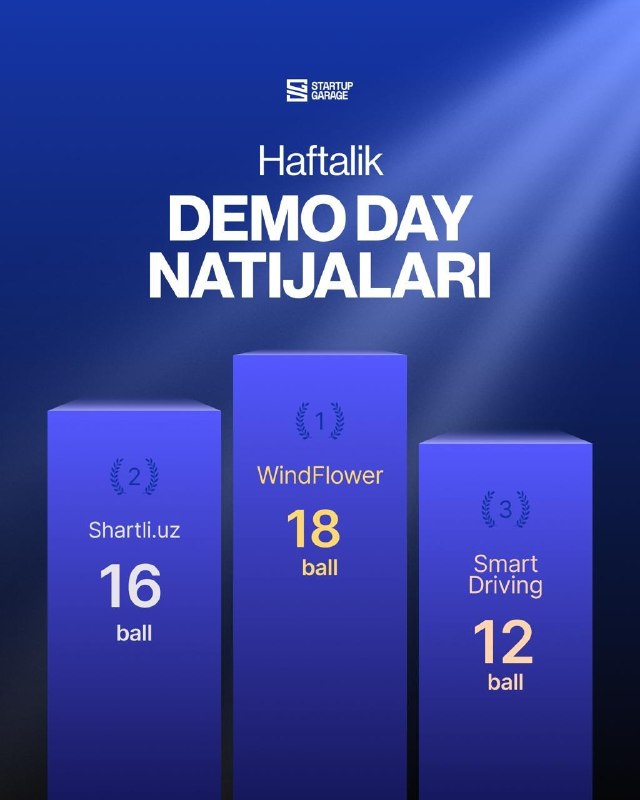 STARTUP
GARAGE
Haftalik
DEMO DAY
NATIJALARI
1
WindFlower
18
ball
2
Shartli.uz
16
ball
3
Smart
Driving
12
ball